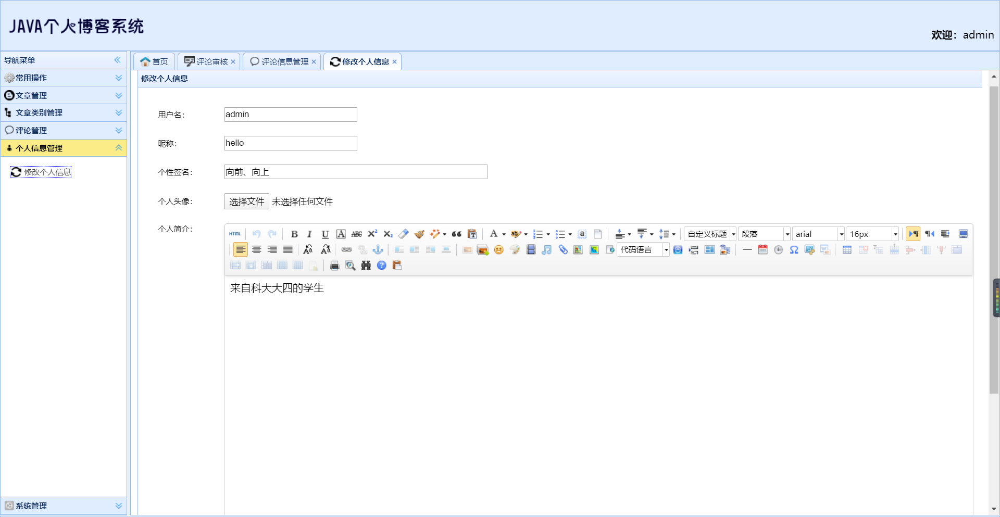 JAVA个人博客系统
欢迎：admin
导航菜单
常用操作
文章管理
文章类别管理
评论管理
个人信息管理
修改个人信息
系统管理
首页
评论审核
评论信息管理
修改个人信息
修改个人信息
用户名：
admin
昵称：
hello
个性签名：
向前、向上
个人头像：
选择文件 未选择任何文件
个人简介：
HTML
B I U A ABC X² X₂
自定义标题 段落 arial 16px
代码语言
来自科大大四的学生